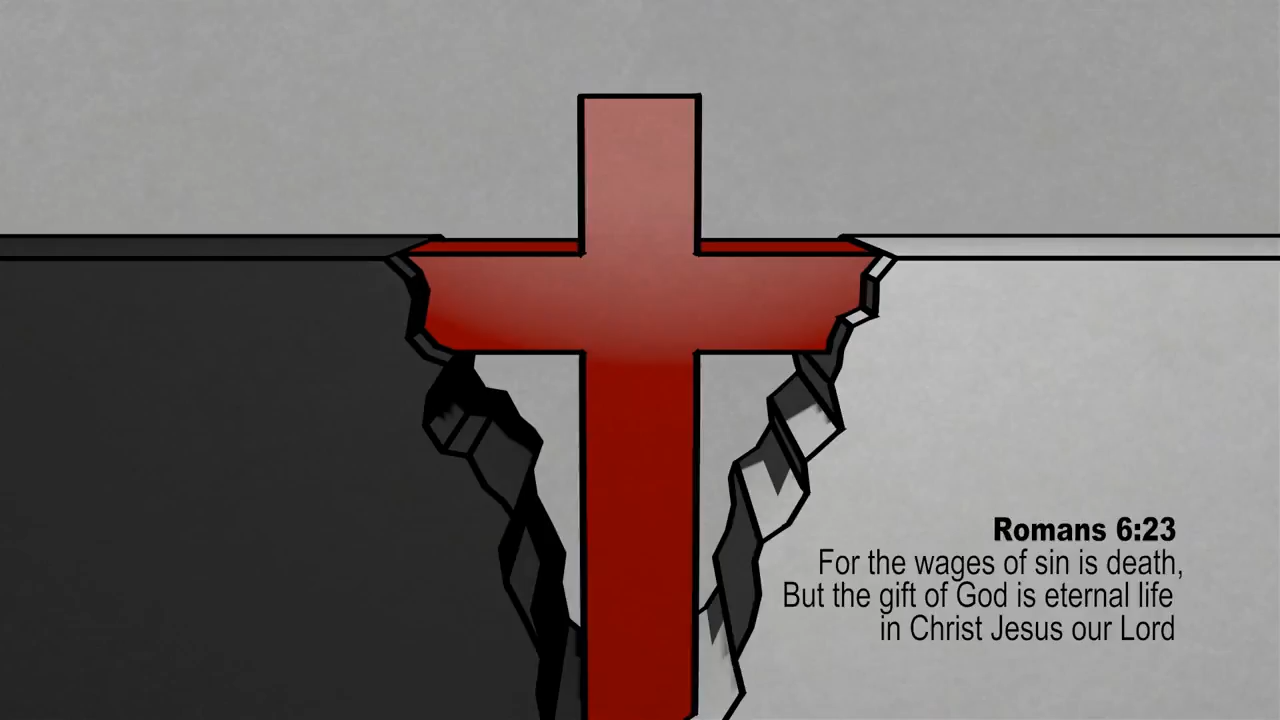 Romans 6:23
For the wages of sin is death,
But the gift of God is eternal life
in Christ Jesus our Lord